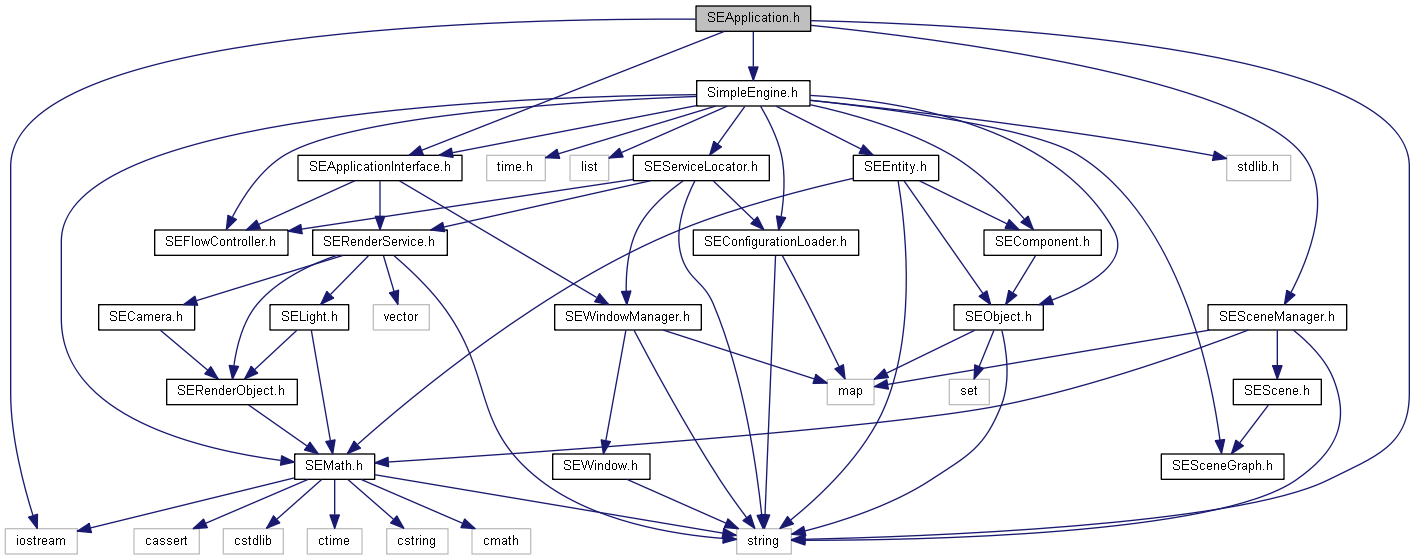 SEApplication.h
SimpleEngine.h
SEApplicationInterface.h
time.h
list
SEServiceLocator.h
SEEntity.h
stdlib.h
SEFlowController.h
SERenderService.h
SEConfigurationLoader.h
SEComponent.h
SECamera.h
SELight.h
vector
SEWindowManager.h
SEObject.h
SESceneManager.h
SERenderObject.h
map
set
SEScene.h
SEMath.h
SEWindow.h
SESceneGraph.h
iostream
cassert
cstdlib
ctime
cstring
cmath
string